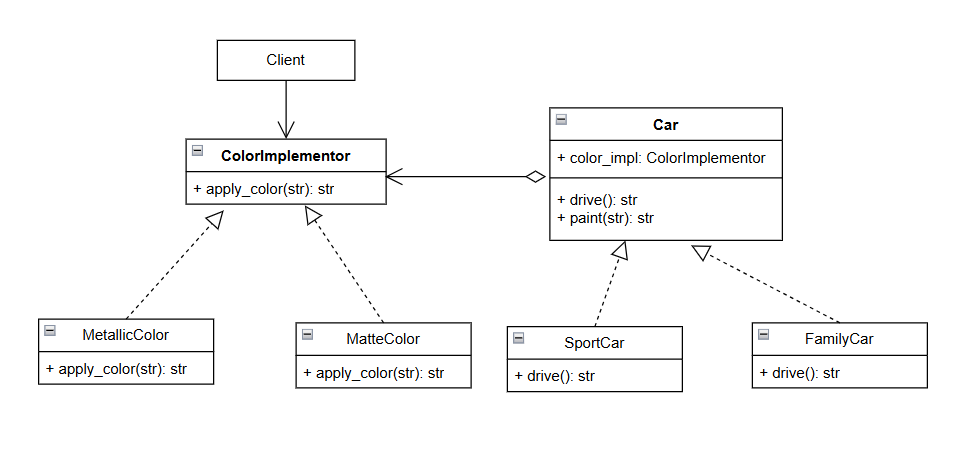 Client
ColorImplementor
+ apply_color(str): str
Car
+ color_impl: ColorImplementor
+ drive(): str
+ paint(str): str
MetallicColor
+ apply_color(str): str
MatteColor
+ apply_color(str): str
SportCar
+ drive(): str
FamilyCar
+ drive(): str